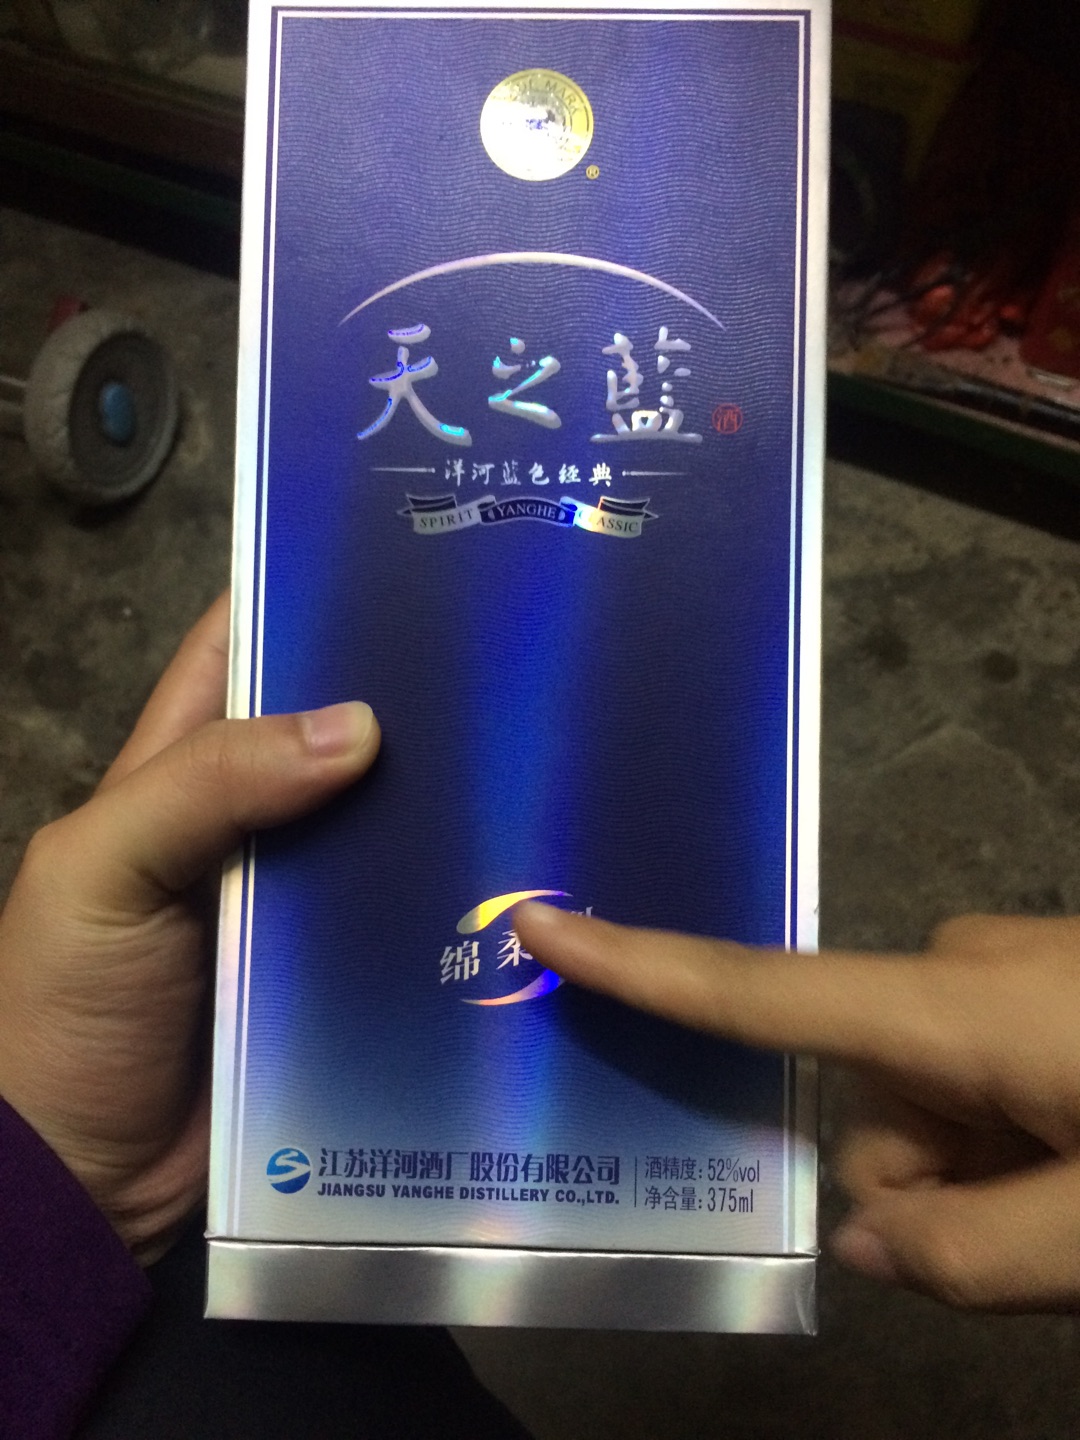 MARK
®
天之藍
酒
洋河蓝色经典
SPIRIT YANGHE CLASSIC
绵柔
江苏洋河酒厂股份有限公司
JIANGSU YANGHE DISTILLERY CO.,LTD.
酒精度: 52%vol
净含量: 375ml